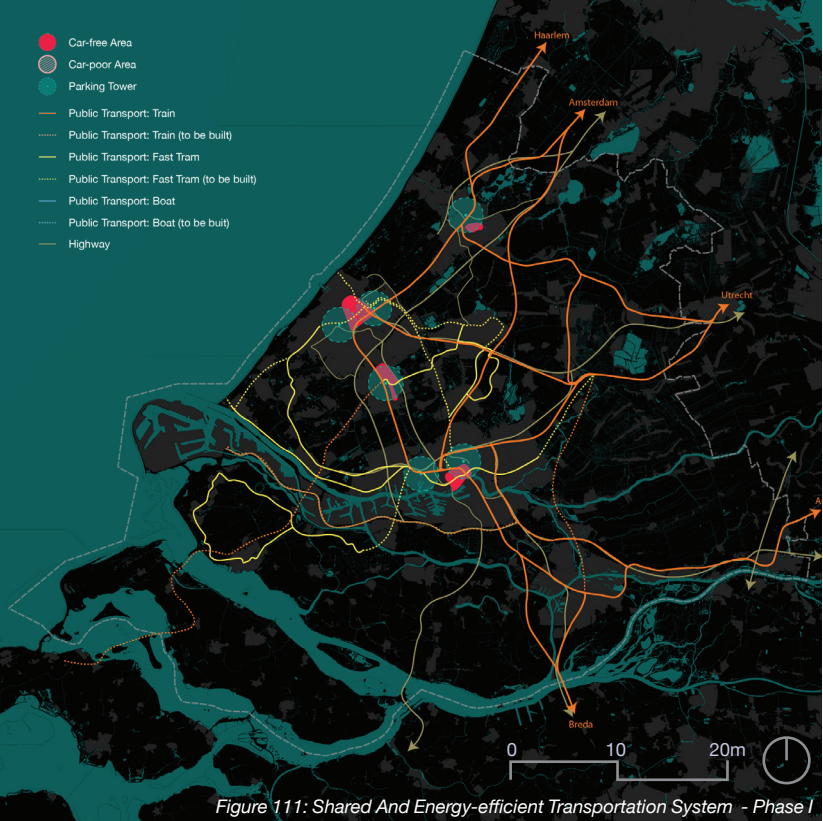 Car-free Area
Car-poor Area
Parking Tower
Public Transport: Train
Public Transport: Train (to be built)
Public Transport: Fast Tram
Public Transport: Fast Tram (to be built)
Public Transport: Boat
Public Transport: Boat (to be buit)
Highway
Haarlem
Amsterdam
Utrecht
A
Breda
0 10 20m
Figure 111: Shared And Energy-efficient Transportation System - Phase I